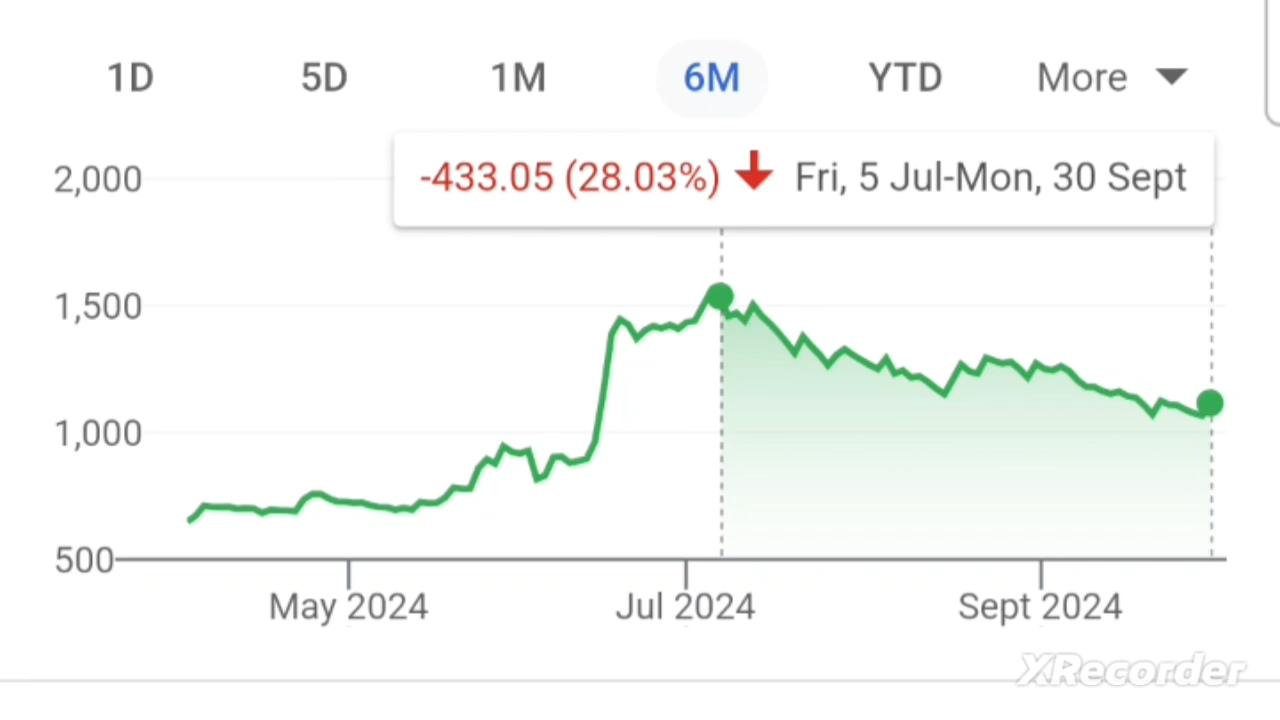 1D 5D 1M 6M YTD More
-433.05 (28.03%) Fri, 5 Jul-Mon, 30 Sept
2,000
1,500
1,000
500
May 2024 Jul 2024 Sept 2024
XRecorder